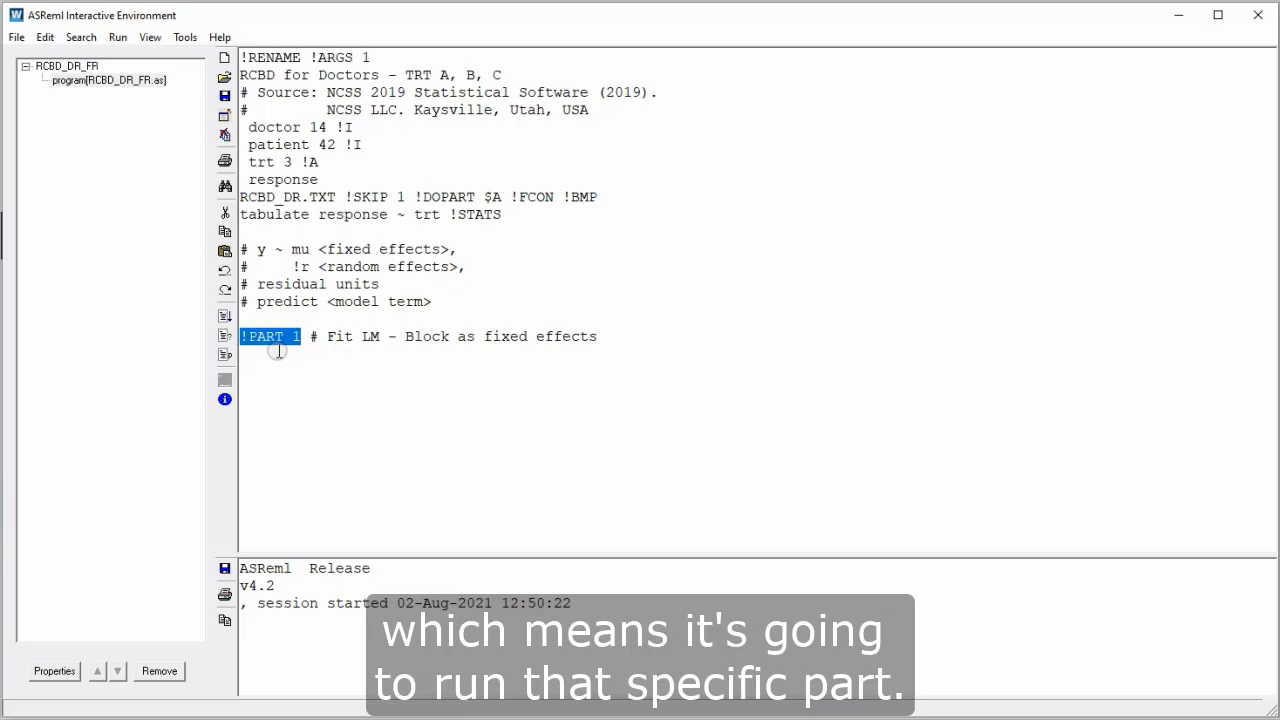 ASReml Interactive Environment
File Edit Search Run View Tools Help
RCBD_DR_FR
program[RCBD_DR_FR.as]
!RENAME !ARGS 1
RCBD for Doctors - TRT A, B, C
# Source: NCSS 2019 Statistical Software (2019).
#         NCSS LLC. Kaysville, Utah, USA
doctor 14 !I
patient 42 !I
trt 3 !A
response
RCBD_DR.TXT !SKIP 1 !DOPART $A !FCON !BMP
tabulate response ~ trt !STATS
# y ~ mu <fixed effects>,
#     !r <random effects>,
# residual units
# predict <model term>
!PART 1 # Fit LM - Block as fixed effects
ASReml Release
v4.2
, session started 02-Aug-2021 12:50:22
which means it's going
to run that specific part.
Properties Remove